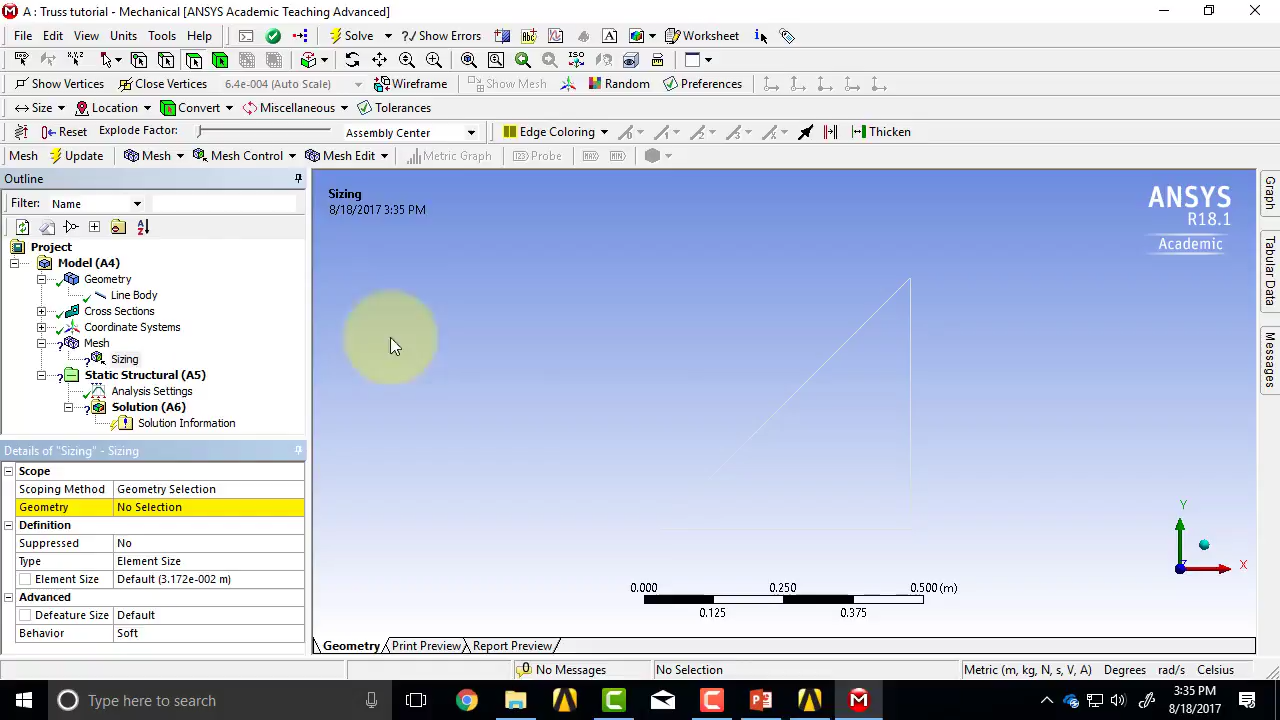 A : Truss tutorial - Mechanical [ANSYS Academic Teaching Advanced]
File Edit View Units Tools Help Solve ?/ Show Errors Worksheet
Show Vertices Close Vertices 6.4e-004 (Auto Scale) Wireframe Show Mesh Random Preferences
Size Location Convert Miscellaneous Tolerances
Reset Explode Factor: Assembly Center Edge Coloring Thicken
Mesh Update Mesh Mesh Control Mesh Edit Metric Graph Probe MAX MIN
Outline
Filter: Name
Project
Model (A4)
Geometry
Line Body
Cross Sections
Coordinate Systems
Mesh
Sizing
Static Structural (A5)
Analysis Settings
Solution (A6)
Solution Information
Details of "Sizing" - Sizing
Scope
Scoping Method Geometry Selection
Geometry No Selection
Definition
Suppressed No
Type Element Size
Element Size Default (3.172e-002 m)
Advanced
Defeature Size Default
Behavior Soft
Sizing
8/18/2017 3:35 PM
ANSYS
R18.1
Academic
Y
X
Z
0.000 0.250 0.500 (m)
0.125 0.375
Geometry Print Preview Report Preview
Graph
Tabular Data
Messages
0 No Messages No Selection Metric (m, kg, N, s, V, A) Degrees rad/s Celsius
Type here to search
3:35 PM
8/18/2017